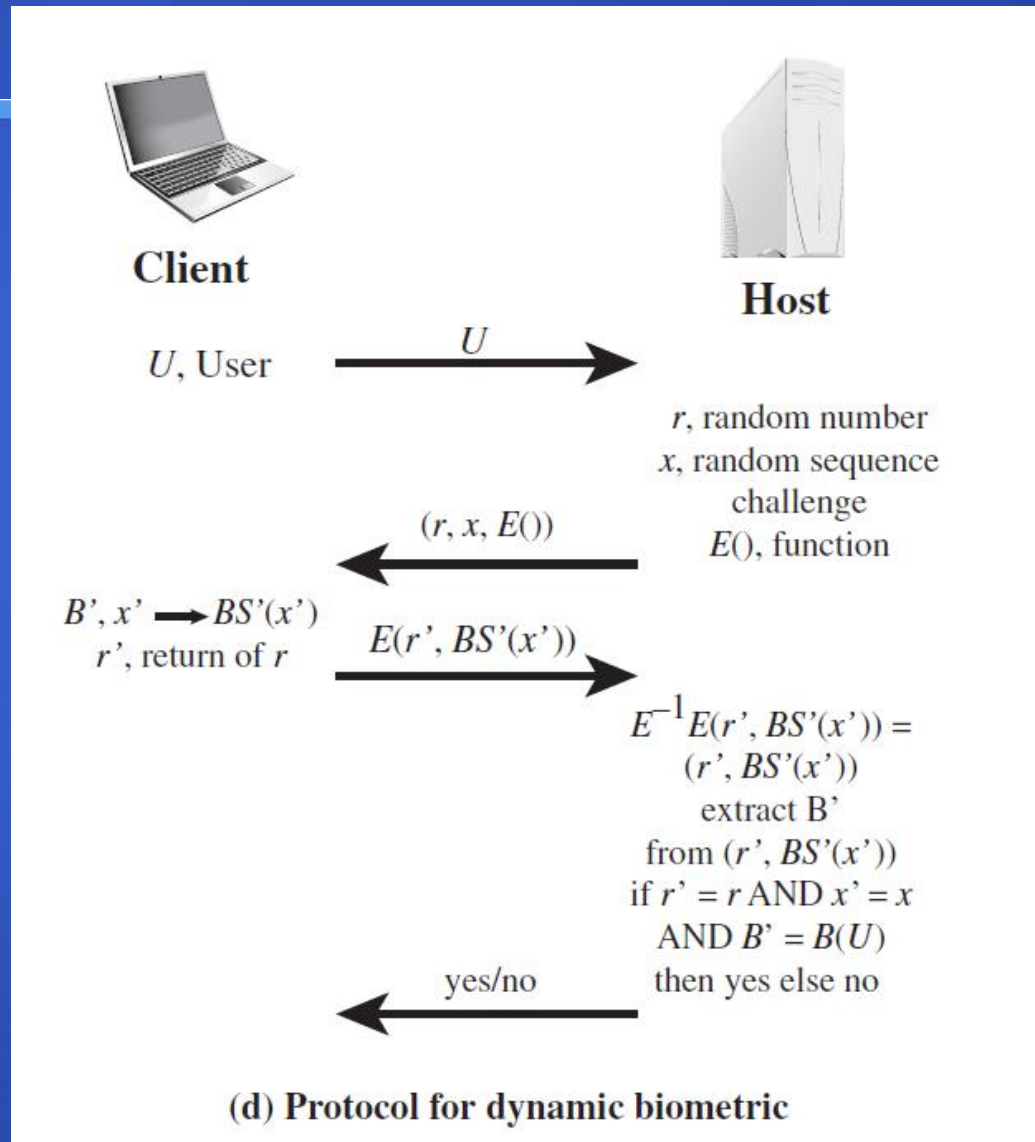 Client
Host
U, User
U
r, random number
x, random sequence
challenge
E(), function
(r, x, E())
B’, x’ → BS’(x’)
r’, return of r
E(r’, BS’(x’))
E⁻¹E(r’, BS’(x’)) =
(r’, BS’(x’))
extract B’
from (r’, BS’(x’))
if r’ = r AND x’ = x
AND B’ = B(U)
then yes else no
yes/no
(d) Protocol for dynamic biometric